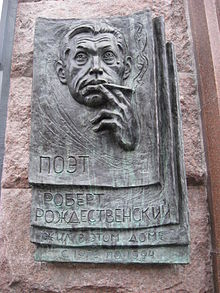 ПОЭТ
РОБЕРТ
РОЖДЕСТВЕНСКИЙ
ЖИЛ В ЭТОМ ДОМЕ
С ПО 1994